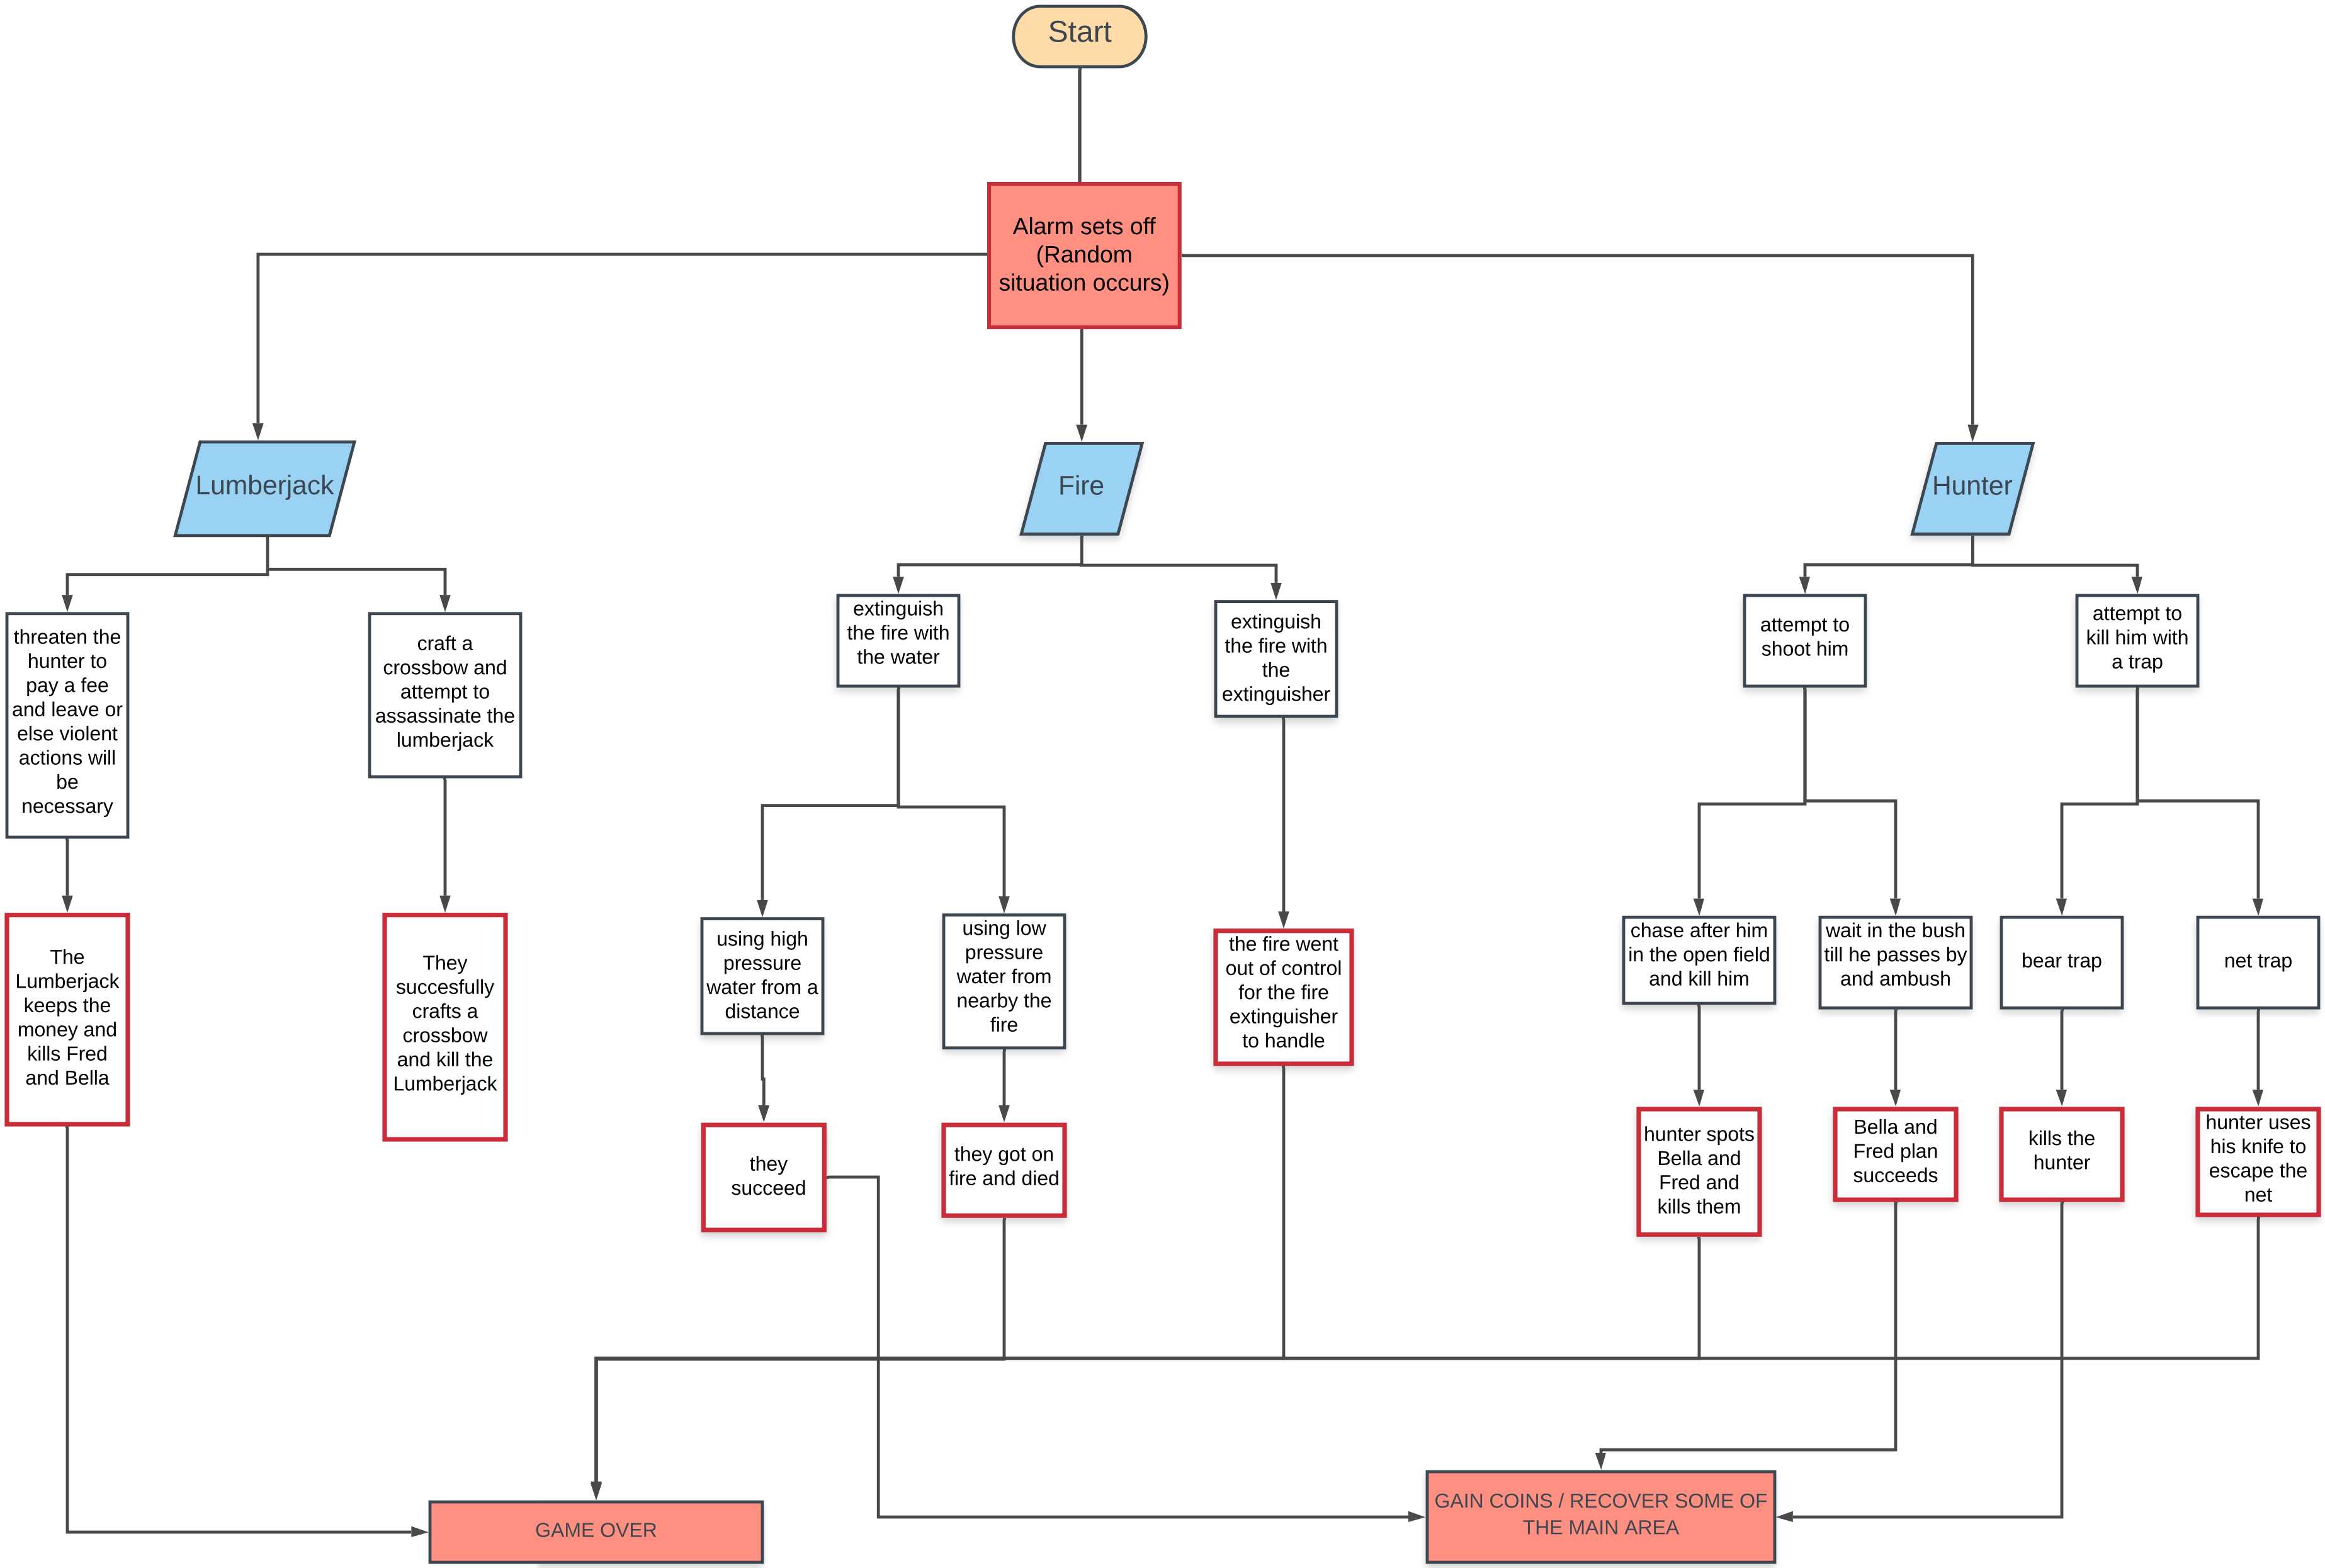 Start
Alarm sets off
(Random
situation occurs)
Lumberjack
Fire
Hunter
threaten the
hunter to
pay a fee
and leave or
else violent
actions will
be
necessary
craft a
crossbow and
attempt to
assassinate the
lumberjack
extinguish
the fire with
the water
extinguish
the fire with
the
extinguisher
attempt to
shoot him
attempt to
kill him with
a trap
The
Lumberjack
keeps the
money and
kills Fred
and Bella
They
succesfully
crafts a
crossbow
and kill the
Lumberjack
using high
pressure
water from a
distance
using low
pressure
water from
nearby the
fire
the fire went
out of control
for the fire
extinguisher
to handle
chase after him
in the open field
and kill him
wait in the bush
till he passes by
and ambush
bear trap
net trap
they
succeed
they got on
fire and died
hunter spots
Bella and
Fred and
kills them
Bella and
Fred plan
succeeds
kills the
hunter
hunter uses
his knife to
escape the
net
GAME OVER
GAIN COINS / RECOVER SOME OF
THE MAIN AREA